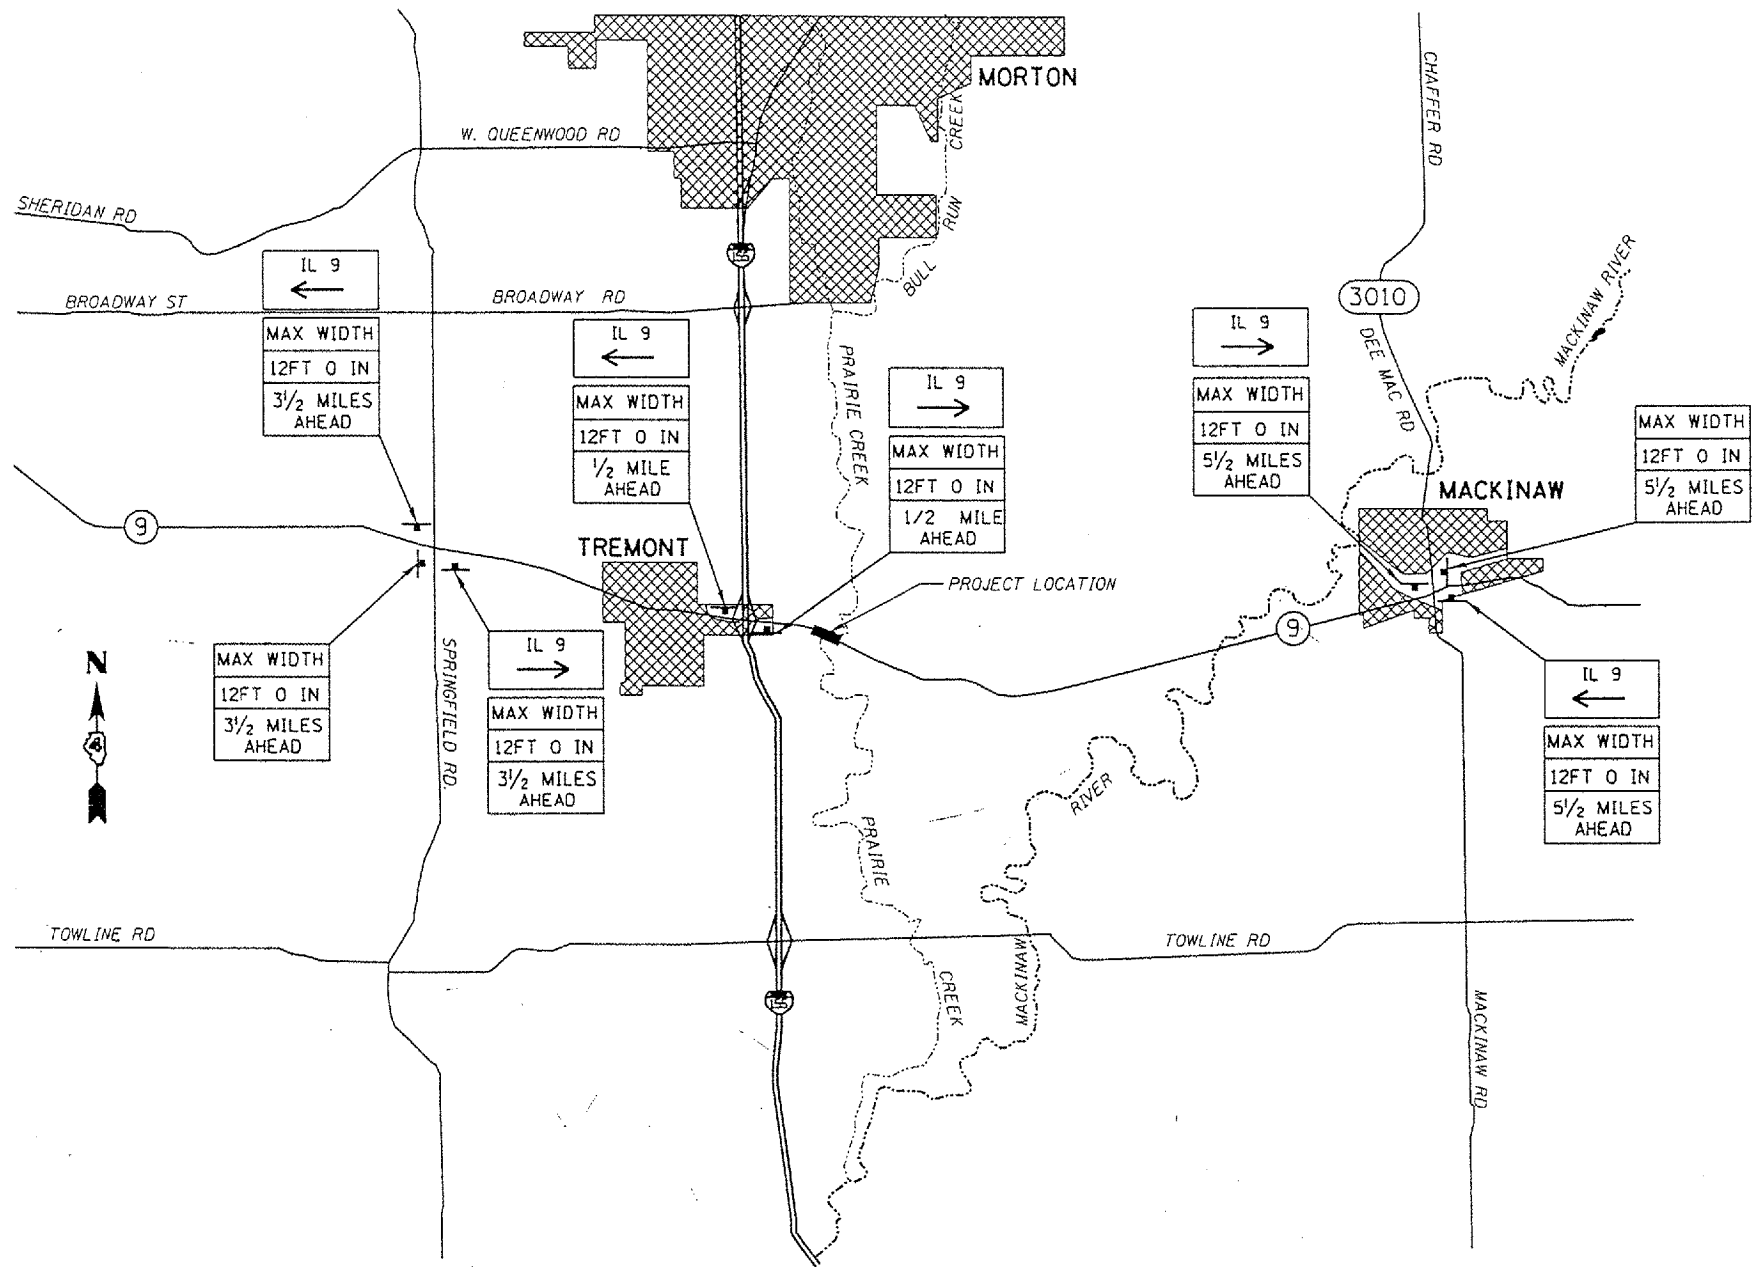 MORTON
CHAFFER RD
W. QUEENWOOD RD
CREEK
SHERIDAN RD
RUN
BULL
MACKINAW RIVER
IL 9
BROADWAY ST
BROADWAY RD
155
3010
MAX WIDTH
12FT 0 IN
3½ MILES
AHEAD
IL 9
MAX WIDTH
12FT 0 IN
½ MILE
AHEAD
PRAIRIE CREEK
IL 9
MAX WIDTH
12FT 0 IN
1/2 MILE
AHEAD
IL 9
MAX WIDTH
12FT 0 IN
5½ MILES
AHEAD
DEE MAC RD
MAX WIDTH
12FT 0 IN
5½ MILES
AHEAD
MACKINAW
9
TREMONT
PROJECT LOCATION
9
N
4
MAX WIDTH
12FT 0 IN
3½ MILES
AHEAD
SPRINGFIELD RD.
IL 9
MAX WIDTH
12FT 0 IN
3½ MILES
AHEAD
IL 9
MAX WIDTH
12FT 0 IN
5½ MILES
AHEAD
RIVER
PRAIRIE
TOWLINE RD
TOWLINE RD
CREEK
MACKINAW
155
MACKINAW RD